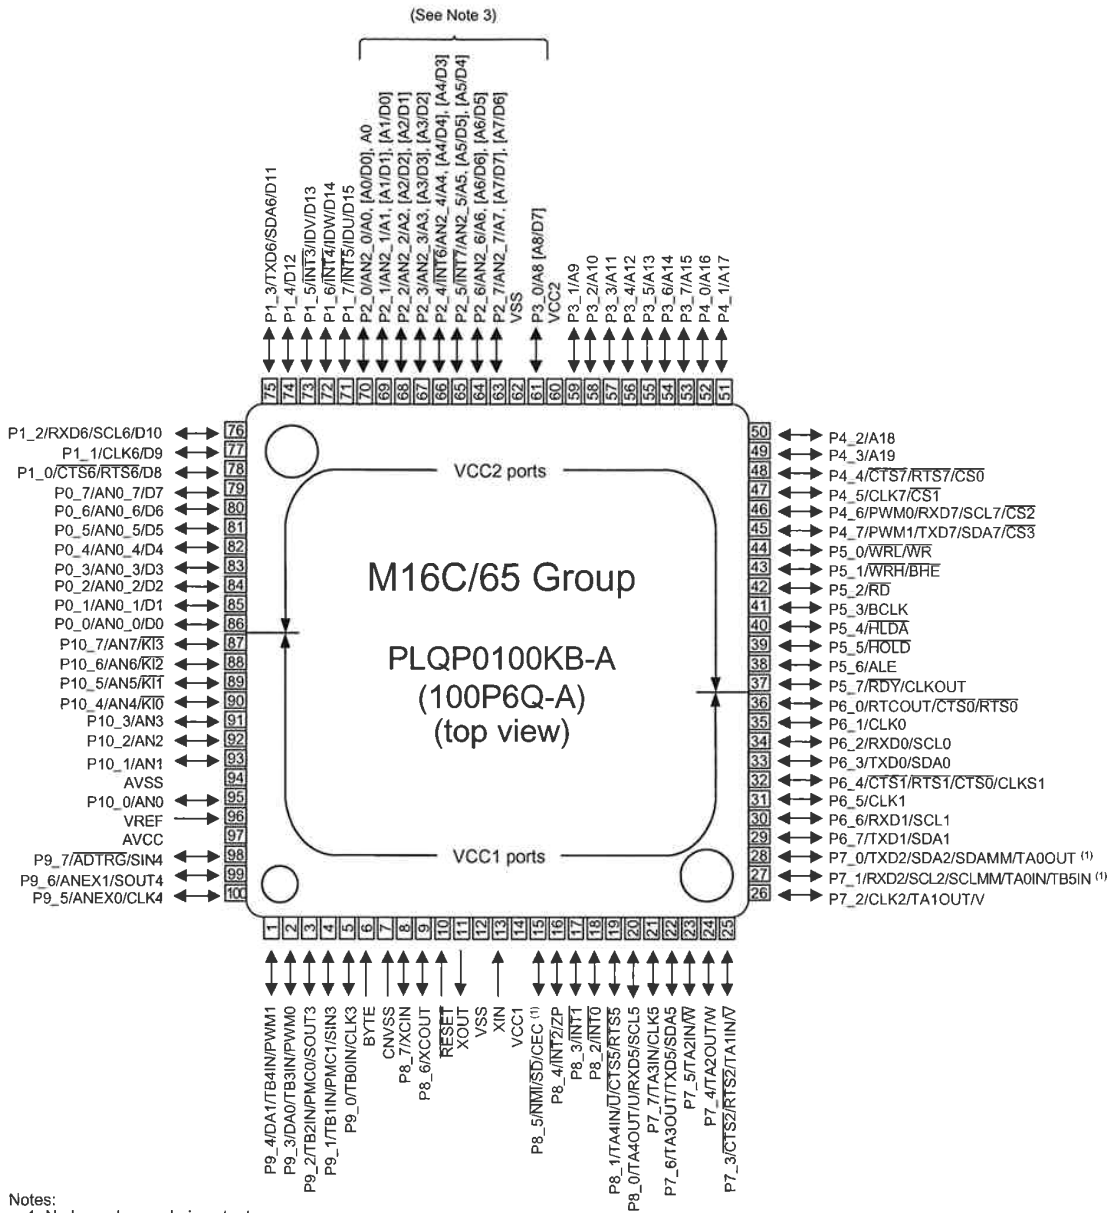 (See Note 3)
P1_3/TXD6/SDA6/D11
P1_4/D12
P1_5/INT3/IDV/D13
P1_6/INT4/IDW/D14
P1_7/INT5/IDU/D15
P2_0/AN2_0/A0, [A0/D0], A0
P2_1/AN2_1/A1, [A1/D1], [A1/D0]
P2_2/AN2_2/A2, [A2/D2], [A2/D1]
P2_3/AN2_3/A3, [A3/D3], [A3/D2]
P2_4/INT6/AN2_4/A4, [A4/D4], [A4/D3]
P2_5/INT7/AN2_5/A5, [A5/D5], [A5/D4]
P2_6/AN2_6/A6, [A6/D6], [A6/D5]
P2_7/AN2_7/A7, [A7/D7], [A7/D6]
VSS
P3_0/A8 [A8/D7]
VCC2
P3_1/A9
P3_2/A10
P3_3/A11
P3_4/A12
P3_5/A13
P3_6/A14
P3_7/A15
P4_0/A16
P4_1/A17
75 74 73 72 71 70 69 68 67 66 65 64 63 62 61 60 59 58 57 56 55 54 53 52 51
P1_2/RXD6/SCL6/D10 76
P1_1/CLK6/D9 77
P1_0/CTS6/RTS6/D8 78
P0_7/AN0_7/D7 79
P0_6/AN0_6/D6 80
P0_5/AN0_5/D5 81
P0_4/AN0_4/D4 82
P0_3/AN0_3/D3 83
P0_2/AN0_2/D2 84
P0_1/AN0_1/D1 85
P0_0/AN0_0/D0 86
P10_7/AN7/KI3 87
P10_6/AN6/KI2 88
P10_5/AN5/KI1 89
P10_4/AN4/KI0 90
P10_3/AN3 91
P10_2/AN2 92
P10_1/AN1 93
AVSS 94
P10_0/AN0 95
VREF 96
AVCC 97
P9_7/ADTRG/SIN4 98
P9_6/ANEX1/SOUT4 99
P9_5/ANEX0/CLK4 100
VCC2 ports
M16C/65 Group
PLQP0100KB-A
(100P6Q-A)
(top view)
VCC1 ports
50 P4_2/A18
49 P4_3/A19
48 P4_4/CTS7/RTS7/CS0
47 P4_5/CLK7/CS1
46 P4_6/PWM0/RXD7/SCL7/CS2
45 P4_7/PWM1/TXD7/SDA7/CS3
44 P5_0/WRL/WR
43 P5_1/WRH/BHE
42 P5_2/RD
41 P5_3/BCLK
40 P5_4/HLDA
39 P5_5/HOLD
38 P5_6/ALE
37 P5_7/RDY/CLKOUT
36 P6_0/RTCOUT/CTS0/RTS0
35 P6_1/CLK0
34 P6_2/RXD0/SCL0
33 P6_3/TXD0/SDA0
32 P6_4/CTS1/RTS1/CTS0/CLKS1
31 P6_5/CLK1
30 P6_6/RXD1/SCL1
29 P6_7/TXD1/SDA1
28 P7_0/TXD2/SDA2/SDAMM/TA0OUT (1)
27 P7_1/RXD2/SCL2/SCLMM/TA0IN/TB5IN (1)
26 P7_2/CLK2/TA1OUT/V
1 2 3 4 5 6 7 8 9 10 11 12 13 14 15 16 17 18 19 20 21 22 23 24 25
P9_4/DA1/TB4IN/PWM1
P9_3/DA0/TB3IN/PWM0
P9_2/TB2IN/PMC0/SOUT3
P9_1/TB1IN/PMC1/SIN3
P9_0/TB0IN/CLK3
BYTE
CNVSS
P8_7/XCIN
P8_6/XCOUT
RESET
XOUT
VSS
XIN
VCC1
P8_5/NMI/SD/CEC (1)
P8_4/INT2/ZP
P8_3/INT1
P8_2/INT0
P8_1/TA4IN/U/CTS5/RTS5
P8_0/TA4OUT/U/RXD5/SCL5
P7_7/TA3IN/CLK5
P7_6/TA3OUT/TXD5/SDA5
P7_5/TA2IN/W
P7_4/TA2OUT/W
P7_3/CTS2/RTS2/TA1IN/V
Notes: